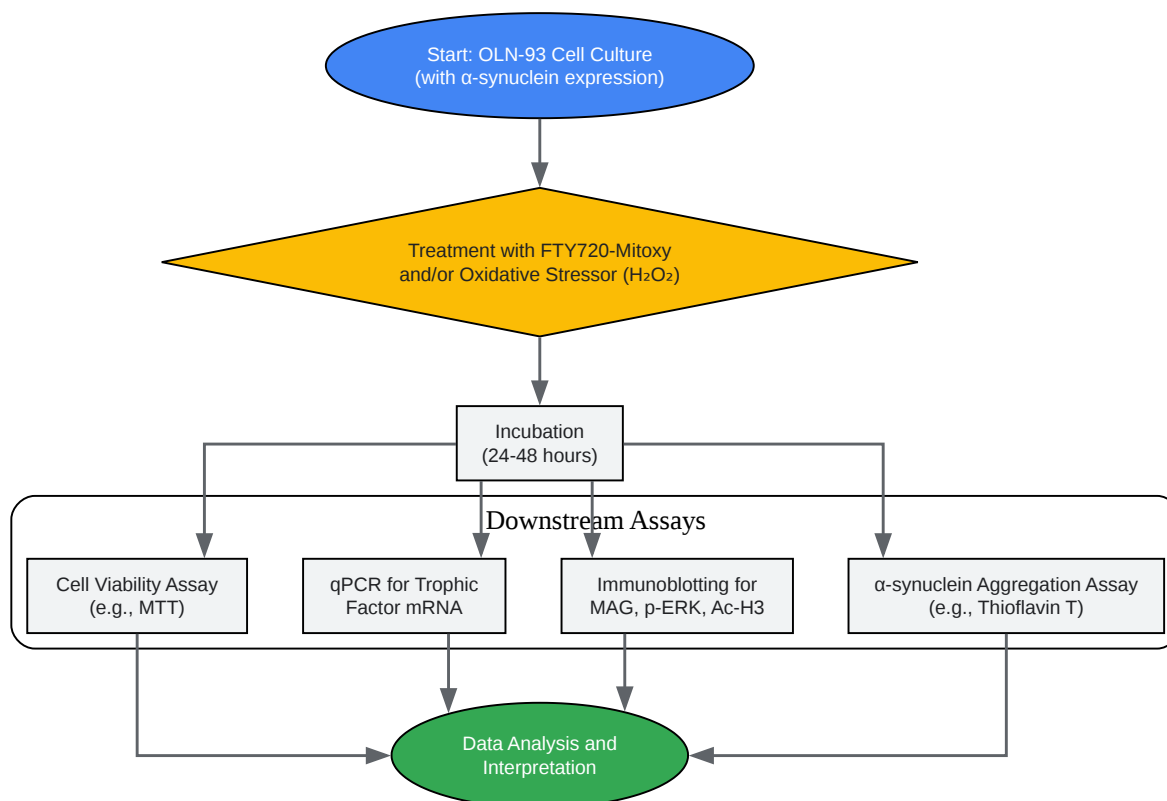 Start: OLN-93 Cell Culture
(with α-synuclein expression)
Treatment with FTY720-Mitoxy
and/or Oxidative Stressor (H₂O₂)
Incubation
(24-48 hours)
Downstream Assays
Cell Viability Assay
(e.g., MTT)
qPCR for Trophic
Factor mRNA
Immunoblotting for
MAG, p-ERK, Ac-H3
α-synuclein Aggregation Assay
(e.g., Thioflavin T)
Data Analysis and
Interpretation